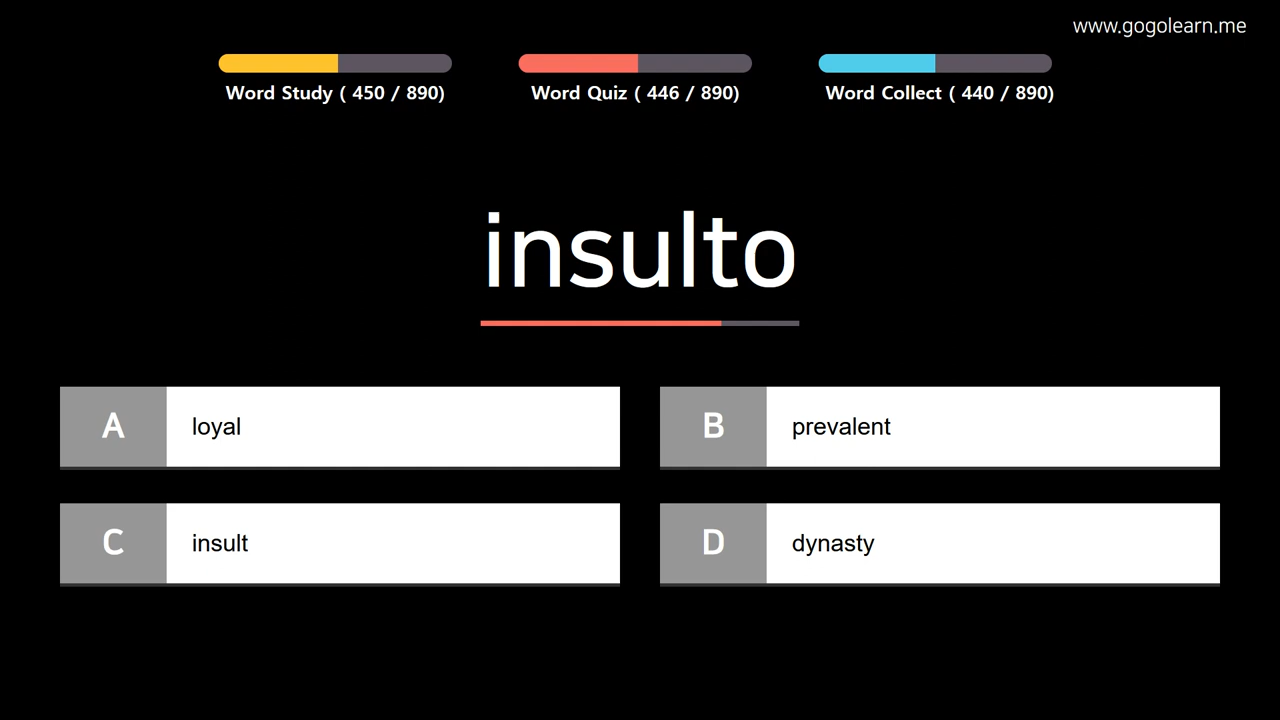 www.gogolearn.me
Word Study ( 450 / 890)
Word Quiz ( 446 / 890)
Word Collect ( 440 / 890)
insulto
A loyal
B prevalent
C insult
D dynasty